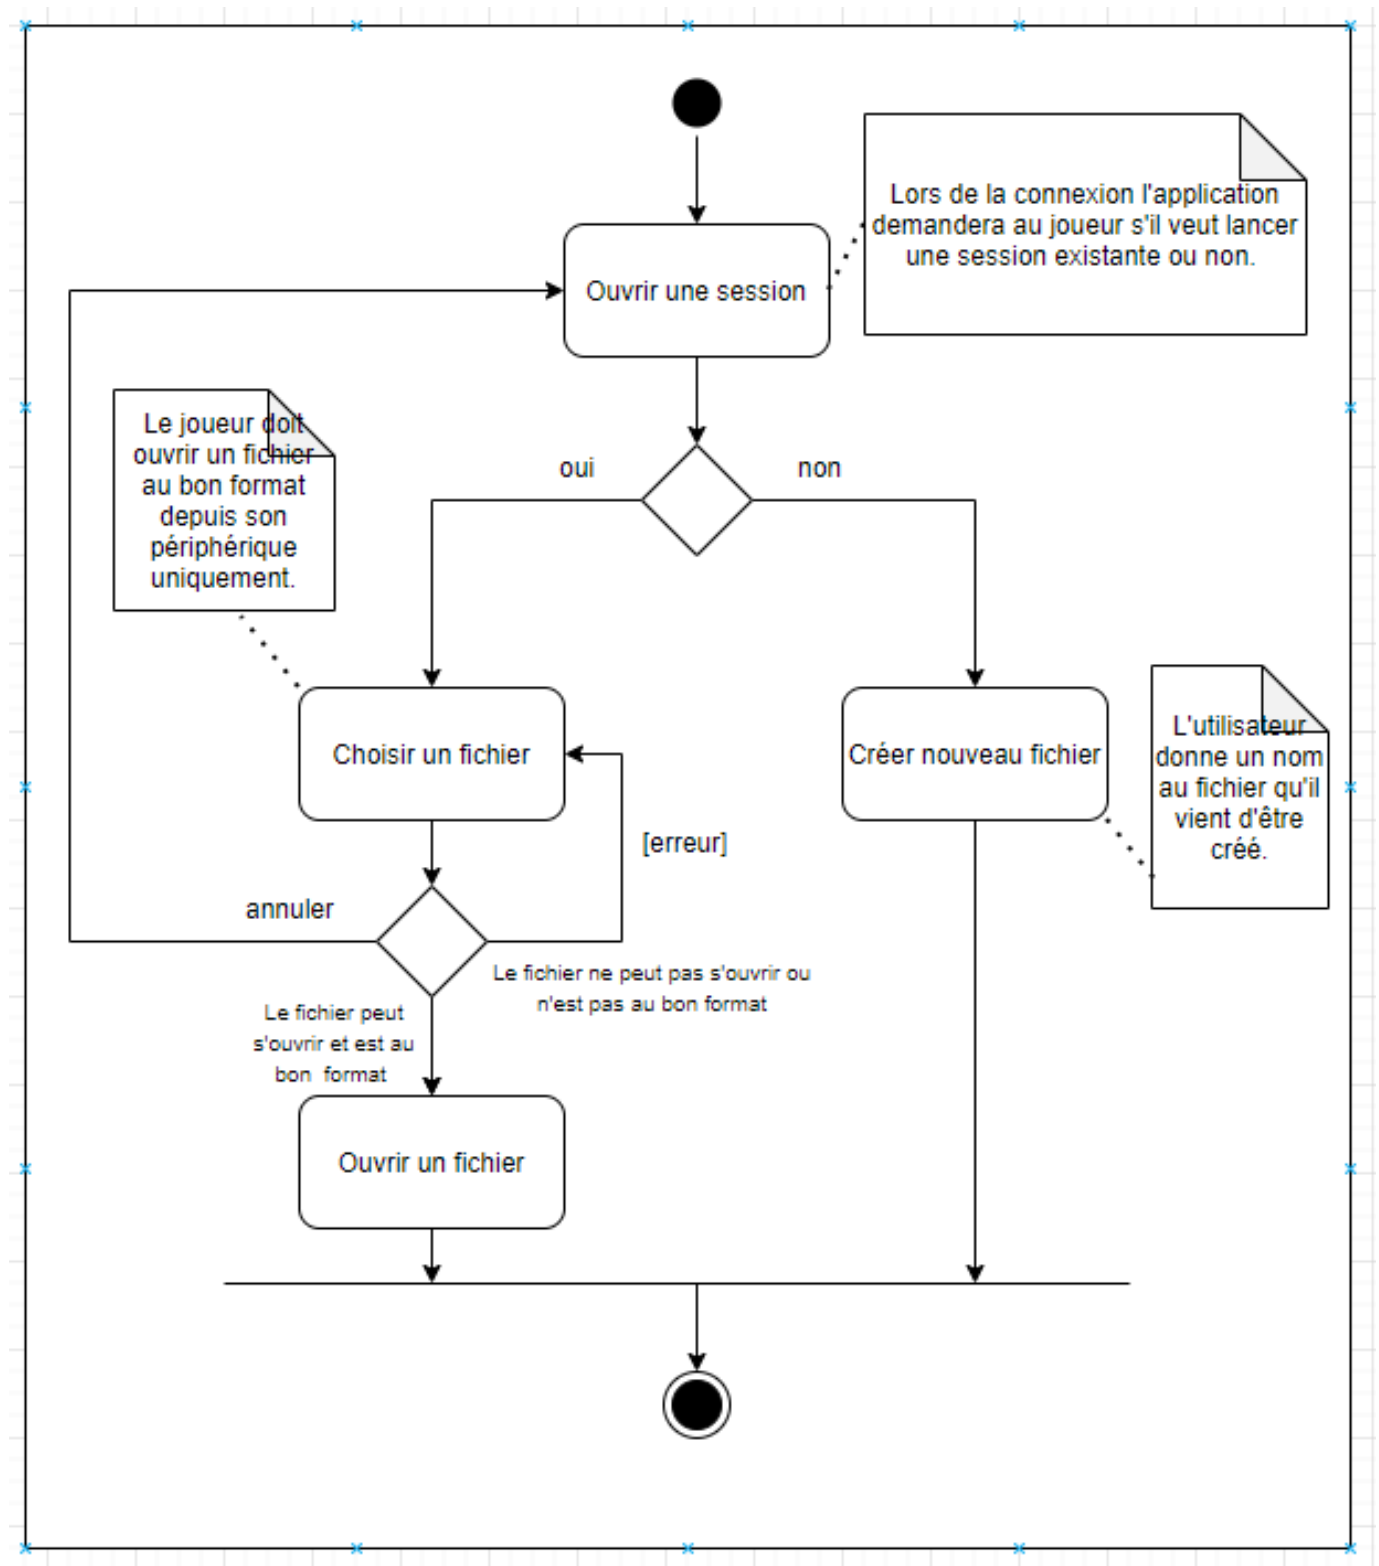 Lors de la connexion l'application
demandera au joueur s'il veut lancer
une session existante ou non.
Ouvrir une session
Le joueur doit
ouvrir un fichier
au bon format
depuis son
périphérique
uniquement.
oui
non
Choisir un fichier
Créer nouveau fichier
L'utilisateur
donne un nom
au fichier qu'il
vient d'être
créé.
[erreur]
annuler
Le fichier ne peut pas s'ouvrir ou
n'est pas au bon format
Le fichier peut
s'ouvrir et est au
bon  format
Ouvrir un fichier